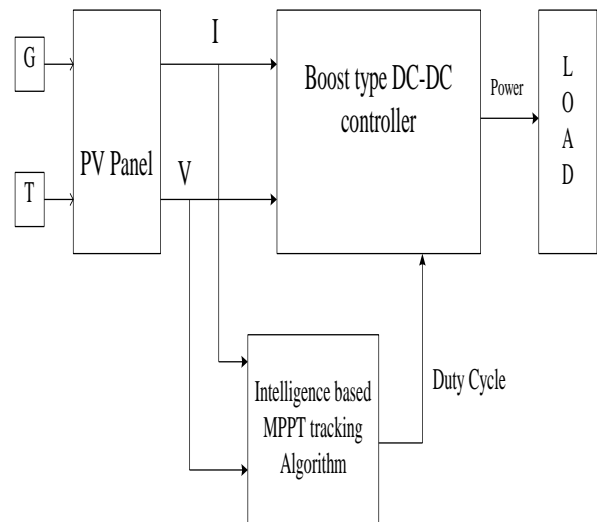 G
T
PV Panel
I
V
Boost type DC-DC
controller
Power
L
O
A
D
Intelligence based
MPPT tracking
Algorithm
Duty Cycle